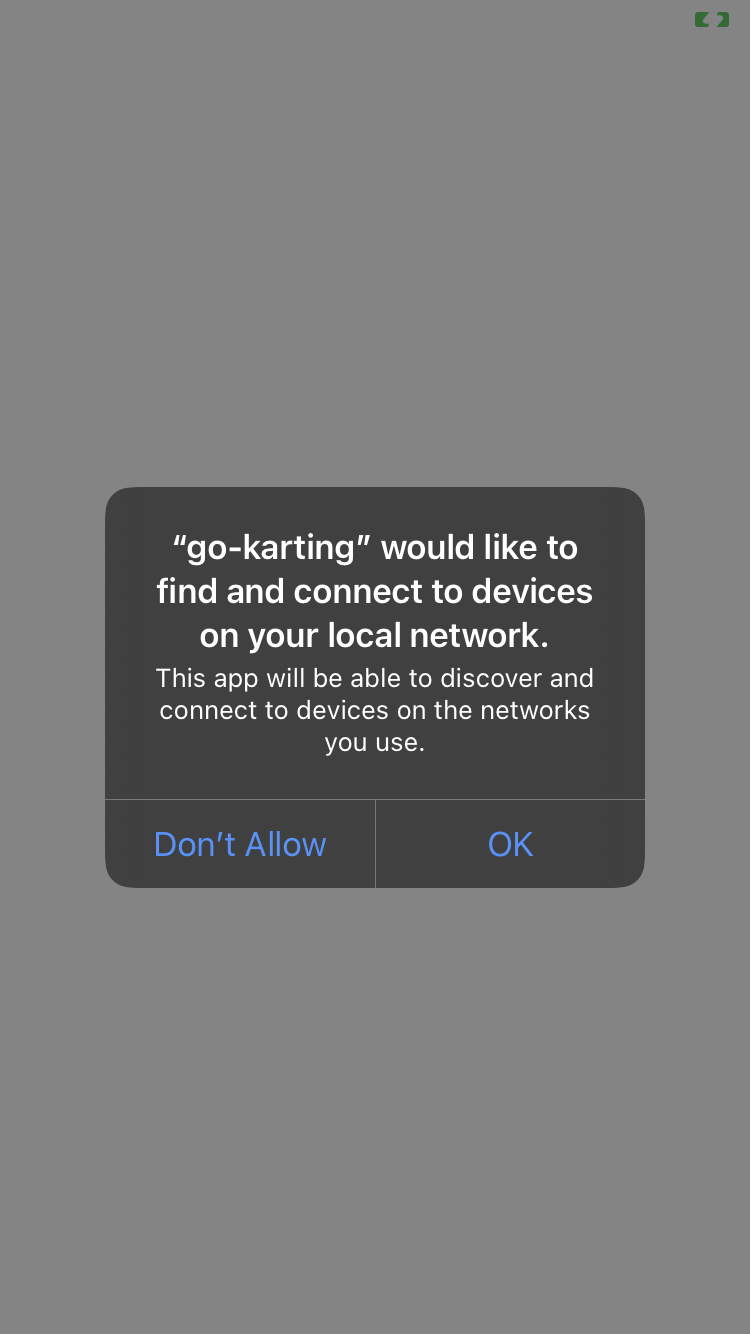 “go-karting” would like to
find and connect to devices
on your local network.
This app will be able to discover and
connect to devices on the networks
you use.
Don’t Allow
OK